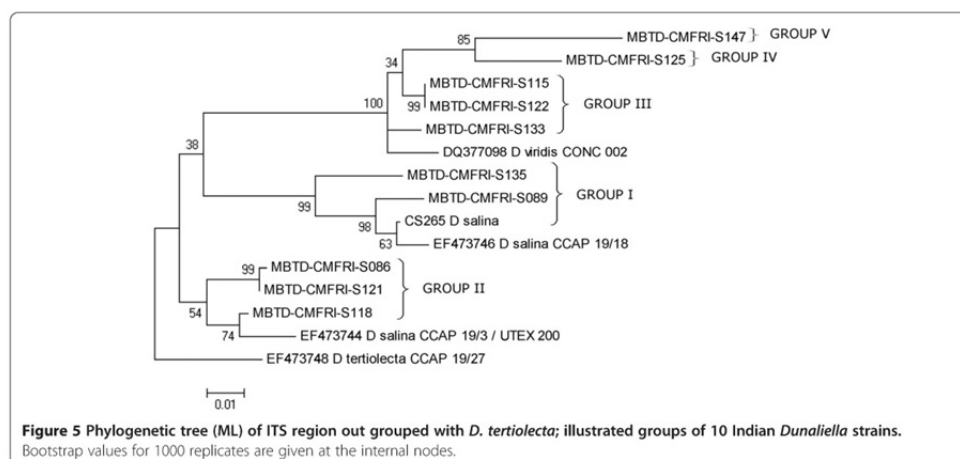 MBTD-CMFRI-S147 } GROUP V
85
MBTD-CMFRI-S125 } GROUP IV
34
MBTD-CMFRI-S115
99 MBTD-CMFRI-S122 GROUP III
100
MBTD-CMFRI-S133
38
DQ377098 D viridis CONC 002
MBTD-CMFRI-S135
99 MBTD-CMFRI-S089 GROUP I
98 CS265 D salina
63 EF473746 D salina CCAP 19/18
99 MBTD-CMFRI-S086
MBTD-CMFRI-S121 GROUP II
54 MBTD-CMFRI-S118
74 EF473744 D salina CCAP 19/3 / UTEX 200
EF473748 D tertiolecta CCAP 19/27
0.01
Figure 5 Phylogenetic tree (ML) of ITS region out grouped with D. tertiolecta; illustrated groups of 10 Indian Dunaliella strains.
Bootstrap values for 1000 replicates are given at the internal nodes.